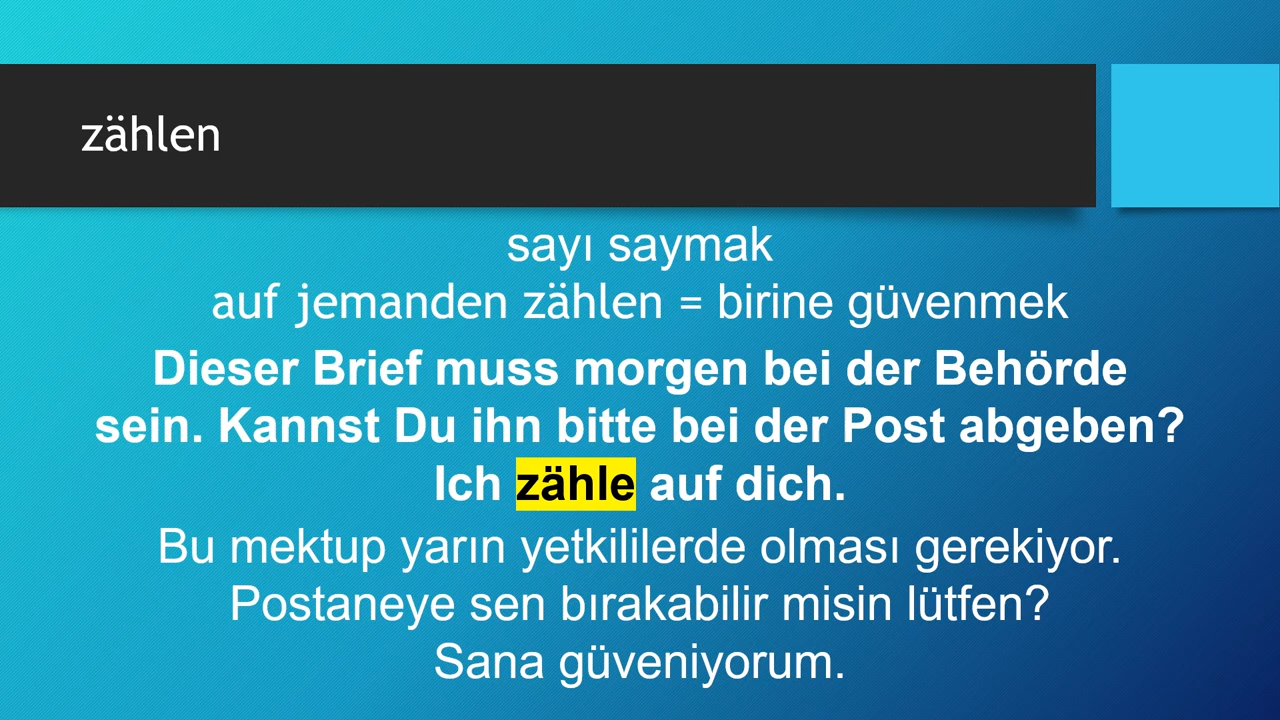 zählen
sayı saymak
auf jemanden zählen = birine güvenmek
Dieser Brief muss morgen bei der Behörde
sein. Kannst Du ihn bitte bei der Post abgeben?
Ich zähle auf dich.
Bu mektup yarın yetkililerde olması gerekiyor.
Postaneye sen bırakabilir misin lütfen?
Sana güveniyorum.